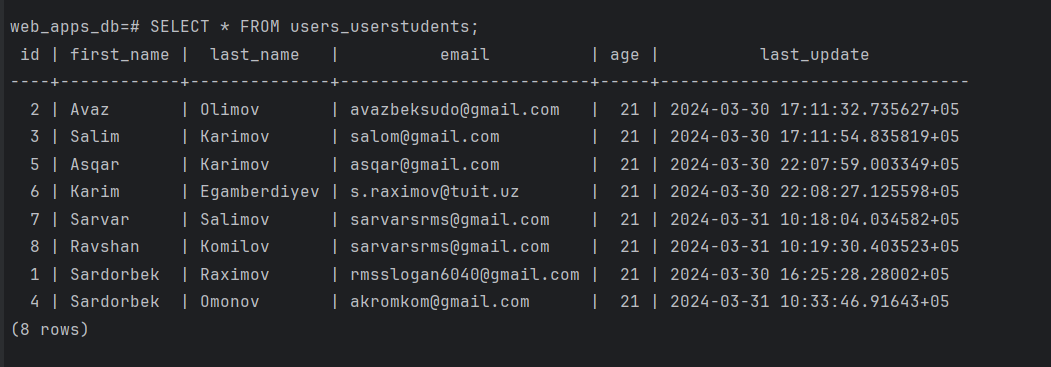 web_apps_db=# SELECT * FROM users_userstudents;
 id | first_name |  last_name   |          email          | age |          last_update
----+------------+--------------+-------------------------+-----+-------------------------------
  2 | Avaz       | Olimov       | avazbeksudo@gmail.com   |  21 | 2024-03-30 17:11:32.735627+05
  3 | Salim      | Karimov      | salom@gmail.com         |  21 | 2024-03-30 17:11:54.835819+05
  5 | Asqar      | Karimov      | asqar@gmail.com         |  21 | 2024-03-30 22:07:59.003349+05
  6 | Karim      | Egamberdiyev | s.raximov@tuit.uz       |  21 | 2024-03-30 22:08:27.125598+05
  7 | Sarvar     | Salimov      | sarvarsrms@gmail.com    |  21 | 2024-03-31 10:18:04.034582+05
  8 | Ravshan    | Komilov      | sarvarsrms@gmail.com    |  21 | 2024-03-31 10:19:30.403523+05
  1 | Sardorbek  | Raximov      | rmsslogan6040@gmail.com |  21 | 2024-03-30 16:25:28.28002+05
  4 | Sardorbek  | Omonov       | akromkom@gmail.com      |  21 | 2024-03-31 10:33:46.91643+05
(8 rows)